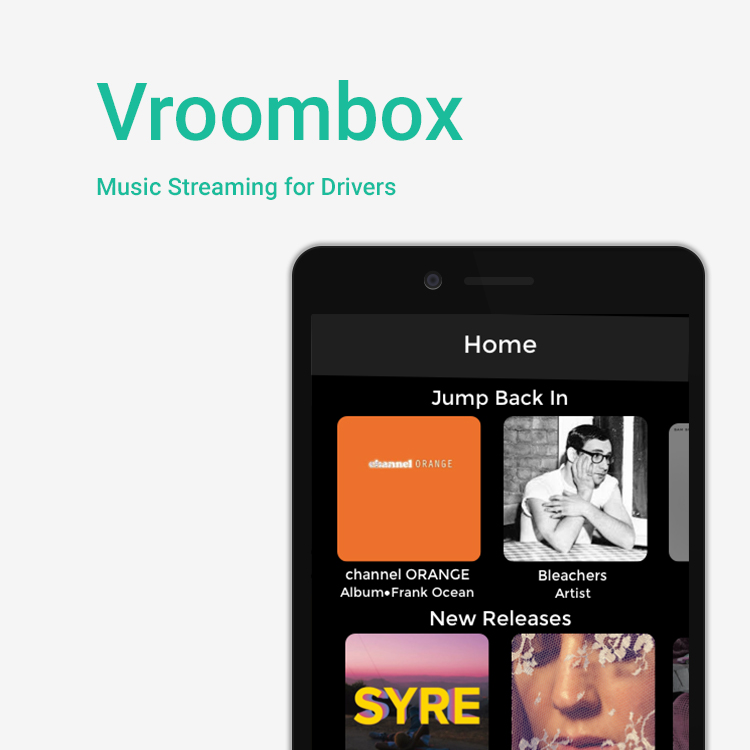 Vroombox
Music Streaming for Drivers
Home
Jump Back In
channel ORANGE
channel ORANGE
Bleachers
Album•Frank Ocean
Artist
New Releases
SYRE